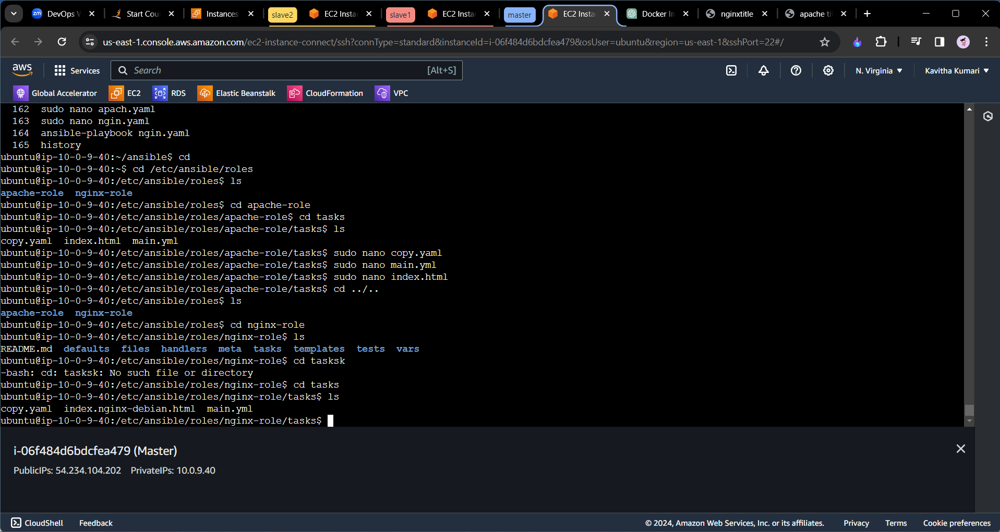 zm DevOps
Start Cou
Instances
slave2
EC2 Insta
slave1
EC2 Insta
master
EC2 Insta
Docker In
nginxtitle
apache ti
us-east-1.console.aws.amazon.com/ec2-instance-connect/ssh?connType=standard&instanceId=i-06f484d6bdcfea479&osUser=ubuntu&region=us-east-1&sshPort=22#/
aws
Services
Search
[Alt+S]
N. Virginia
Kavitha Kumari
Global Accelerator
EC2
RDS
Elastic Beanstalk
CloudFormation
VPC
162  sudo nano apach.yaml
163  sudo nano ngin.yaml
164  ansible-playbook ngin.yaml
165  history
ubuntu@ip-10-0-9-40:~/ansible$ cd
ubuntu@ip-10-0-9-40:~$ cd /etc/ansible/roles
ubuntu@ip-10-0-9-40:/etc/ansible/roles$ ls
apache-role  nginx-role
ubuntu@ip-10-0-9-40:/etc/ansible/roles$ cd apache-role
ubuntu@ip-10-0-9-40:/etc/ansible/roles/apache-role$ cd tasks
ubuntu@ip-10-0-9-40:/etc/ansible/roles/apache-role/tasks$ ls
copy.yaml  index.html  main.yml
ubuntu@ip-10-0-9-40:/etc/ansible/roles/apache-role/tasks$ sudo nano copy.yaml
ubuntu@ip-10-0-9-40:/etc/ansible/roles/apache-role/tasks$ sudo nano main.yml
ubuntu@ip-10-0-9-40:/etc/ansible/roles/apache-role/tasks$ sudo nano index.html
ubuntu@ip-10-0-9-40:/etc/ansible/roles/apache-role/tasks$ cd ../..
ubuntu@ip-10-0-9-40:/etc/ansible/roles$ ls
apache-role  nginx-role
ubuntu@ip-10-0-9-40:/etc/ansible/roles$ cd nginx-role
ubuntu@ip-10-0-9-40:/etc/ansible/roles/nginx-role$ ls
README.md  defaults  files  handlers  meta  tasks  templates  tests  vars
ubuntu@ip-10-0-9-40:/etc/ansible/roles/nginx-role$ cd tasksk
-bash: cd: tasksk: No such file or directory
ubuntu@ip-10-0-9-40:/etc/ansible/roles/nginx-role$ cd tasks
ubuntu@ip-10-0-9-40:/etc/ansible/roles/nginx-role/tasks$ ls
copy.yaml  index.nginx-debian.html  main.yml
ubuntu@ip-10-0-9-40:/etc/ansible/roles/nginx-role/tasks$
i-06f484d6bdcfea479 (Master)
PublicIPs: 54.234.104.202  PrivateIPs: 10.0.9.40
CloudShell
Feedback
© 2024, Amazon Web Services, Inc. or its affiliates.
Privacy
Terms
Cookie preferences